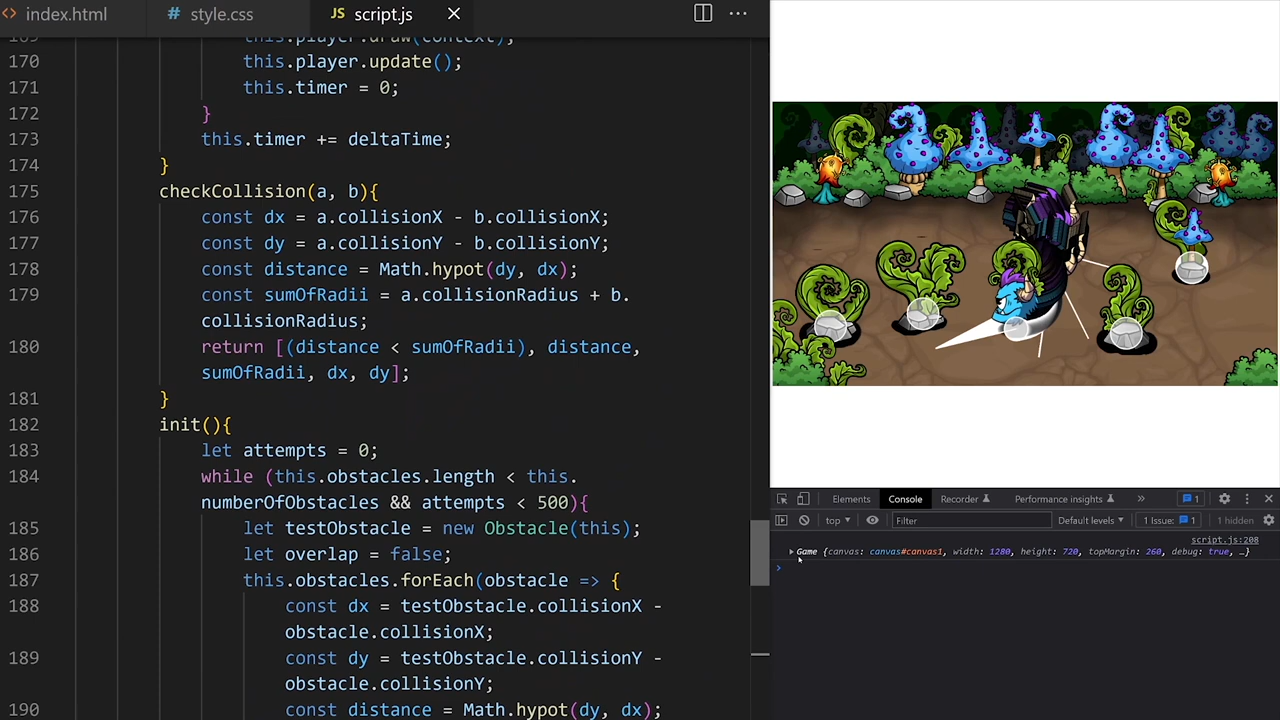 index.html
style.css
script.js
169 this.player.draw(context);
170 this.player.update();
171 this.timer = 0;
172 }
173 this.timer += deltaTime;
174 }
175 checkCollision(a, b){
176 const dx = a.collisionX - b.collisionX;
177 const dy = a.collisionY - b.collisionY;
178 const distance = Math.hypot(dy, dx);
179 const sumOfRadii = a.collisionRadius + b.
collisionRadius;
180 return [(distance < sumOfRadii), distance,
sumOfRadii, dx, dy];
181 }
182 init(){
183 let attempts = 0;
184 while (this.obstacles.length < this.
numberOfObstacles && attempts < 500){
185 let testObstacle = new Obstacle(this);
186 let overlap = false;
187 this.obstacles.forEach(obstacle => {
188 const dx = testObstacle.collisionX -
obstacle.collisionX;
189 const dy = testObstacle.collisionY -
obstacle.collisionY;
190 const distance = Math.hypot(dy, dx);
Elements Console Recorder Performance insights » 1
top Filter Default levels 1 Issue: 1 1 hidden
script.js:208
Game {canvas: canvas#canvas1, width: 1280, height: 720, topMargin: 260, debug: true, …}